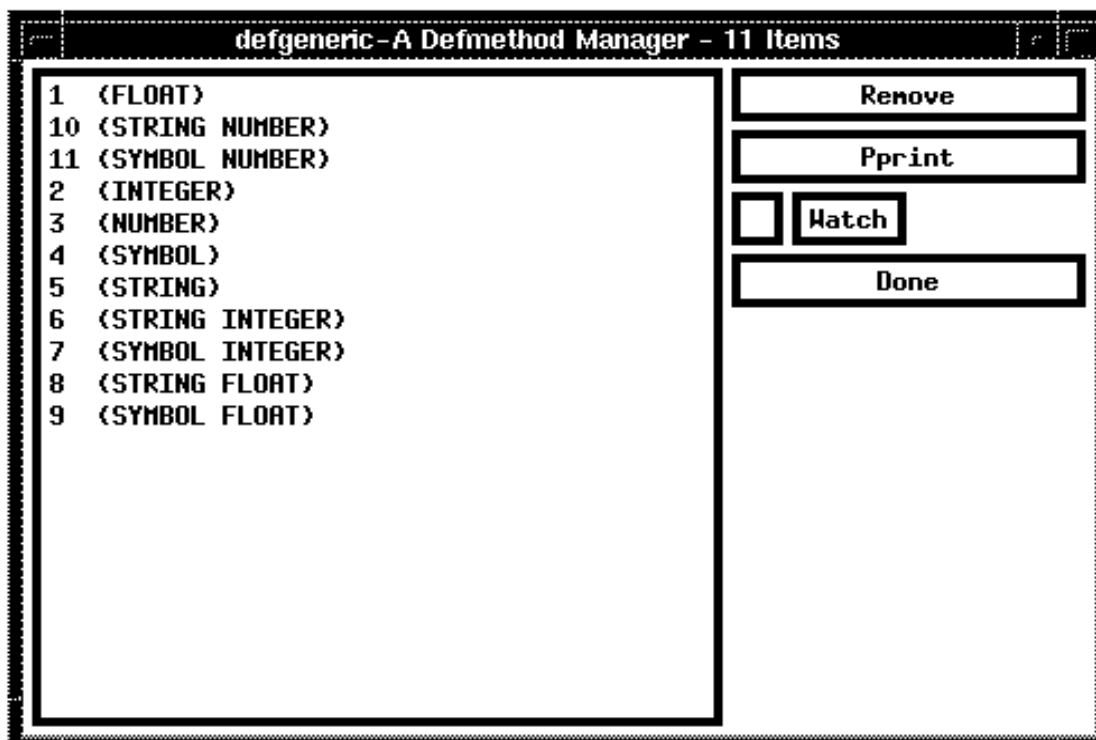 defgeneric-A Defmethod Manager - 11 Items
1 (FLOAT)
10 (STRING NUMBER)
11 (SYMBOL NUMBER)
2 (INTEGER)
3 (NUMBER)
4 (SYMBOL)
5 (STRING)
6 (STRING INTEGER)
7 (SYMBOL INTEGER)
8 (STRING FLOAT)
9 (SYMBOL FLOAT)
Remove
Pprint
Watch
Done